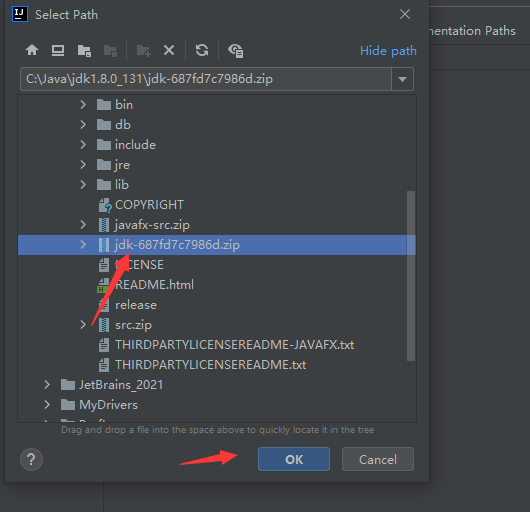 IJ Select Path
Hide path
mentation Paths
C:\Java\jdk1.8.0_131\jdk-687fd7c7986d.zip
bin
db
include
jre
lib
COPYRIGHT
javafx-src.zip
jdk-687fd7c7986d.zip
LICENSE
README.html
release
src.zip
THIRDPARTYLICENSEREADME-JAVAFX.txt
THIRDPARTYLICENSEREADME.txt
JetBrains_2021
MyDrivers
Drag and drop a file into the space above to quickly locate it in the tree
? OK Cancel